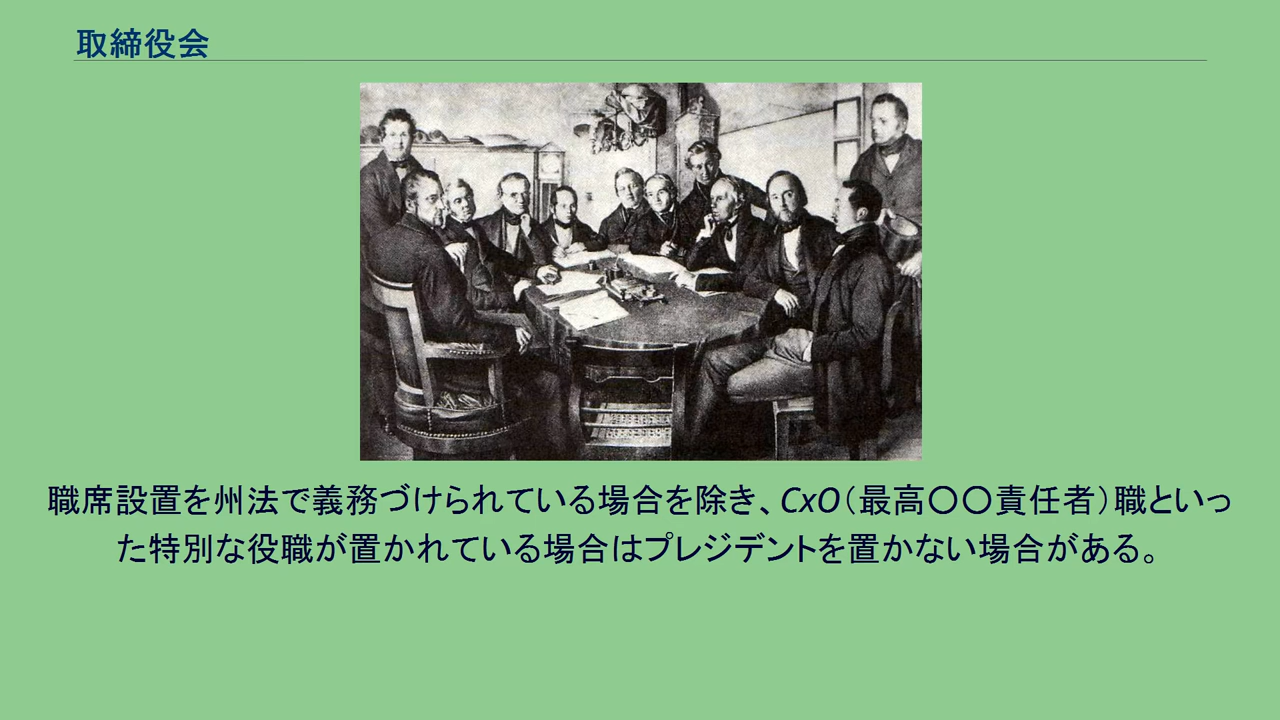 取締役会
職席設置を州法で義務づけられている場合を除き、CxO（最高〇〇責任者）職といっ
た特別な役職が置かれている場合はプレジデントを置かない場合がある。